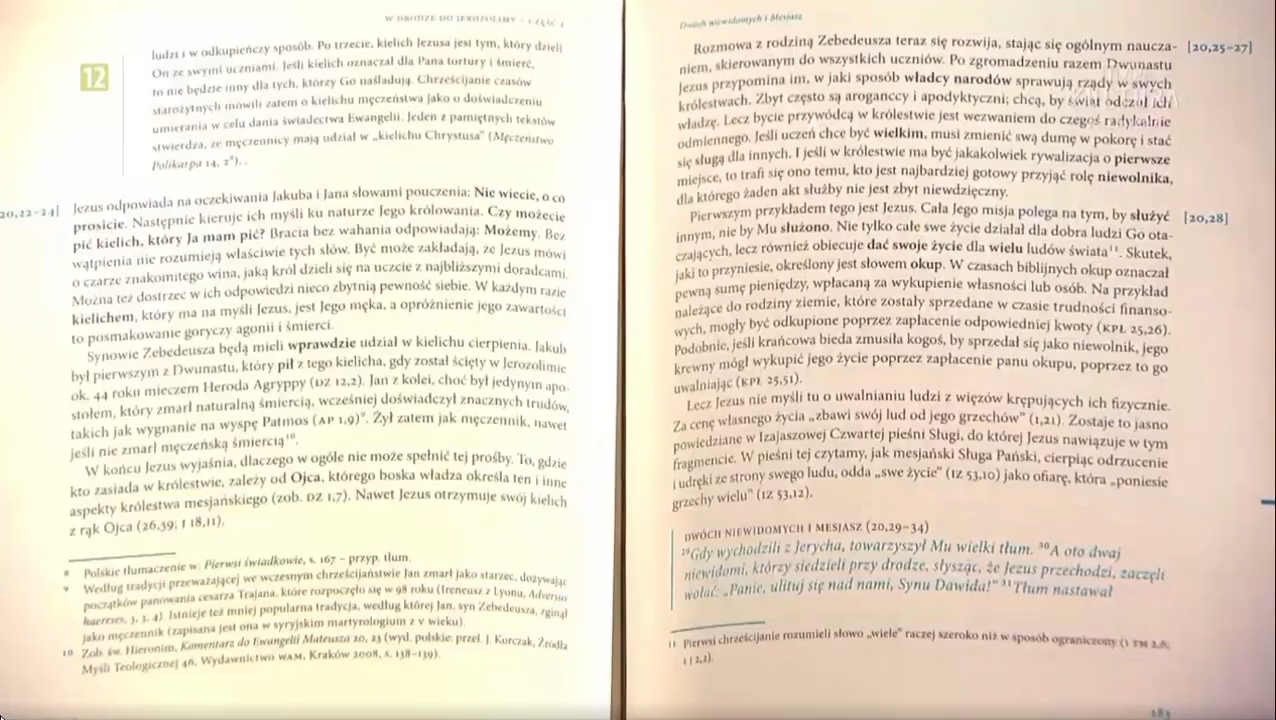 W DRODZE DO JEROZOLIMY – CZĘŚĆ 2
12
ludzi i w odkupieńczy sposób. Po trzecie, kielich Jezusa jest tym, który dzieli
On ze swymi uczniami. Jeśli kielich oznaczał dla Pana tortury i śmierć,
to nie będzie inny dla tych, którzy Go naśladują. Chrześcijanie czasów
starożytnych mówili zatem o kielichu męczeństwa jako o doświadczeniu
umierania w celu dania świadectwa Ewangelii. Jeden z pamiętnych tekstów
stwierdza, że męczennicy mają udział w „kielichu Chrystusa” (Męczeństwo
Polikarpa 14, 2⁸).
20,22–24]
Jezus odpowiada na oczekiwania Jakuba i Jana słowami pouczenia: Nie wiecie, o co
prosicie. Następnie kieruje ich myśli ku naturze Jego królowania. Czy możecie
pić kielich, który Ja mam pić? Bracia bez wahania odpowiadają: Możemy. Bez
wątpienia nie rozumieją właściwie tych słów. Być może zakładają, że Jezus mówi
o czarze znakomitego wina, jaką król dzieli się na uczcie z najbliższymi doradcami.
Można też dostrzec w ich odpowiedzi nieco zbytnią pewność siebie. W każdym razie
kielichem, który ma na myśli Jezus, jest Jego męka, a opróżnienie jego zawartości
to posmakowanie goryczy agonii i śmierci.
Synowie Zebedeusza będą mieli wprawdzie udział w kielichu cierpienia. Jakub
był pierwszym z Dwunastu, który pił z tego kielicha, gdy został ścięty w Jerozolimie
ok. 44 roku mieczem Heroda Agryppy (DZ 12,2). Jan z kolei, choć był jedynym apo-
stołem, który zmarł naturalną śmiercią, wcześniej doświadczył znacznych trudów,
takich jak wygnanie na wyspę Patmos (AP 1,9)⁹. Żył zatem jak męczennik, nawet
jeśli nie zmarł męczeńską śmiercią¹⁰.
W końcu Jezus wyjaśnia, dlaczego w ogóle nie może spełnić tej prośby. To, gdzie
kto zasiada w królestwie, zależy od Ojca, którego boska władza określa ten i inne
aspekty królestwa mesjańskiego (zob. DZ 1,7). Nawet Jezus otrzymuje swój kielich
z rąk Ojca (26,39; J 18,11).
8 Polskie tłumaczenie w: Pierwsi świadkowie, s. 167 – przyp. tłum.
9 Według tradycji przeważającej we wczesnym chrześcijaństwie Jan zmarł jako starzec, dożywając
początków panowania cesarza Trajana, które rozpoczęło się w 98 roku (Ireneusz z Lyonu, Adversus
haereses, 3, 3, 4). Istnieje też mniej popularna tradycja, według której Jan, syn Zebedeusza, zginął
jako męczennik (zapisana jest ona w syryjskim martyrologium z V wieku).
10 Zob. św. Hieronim, Komentarz do Ewangelii Mateusza 20, 23 (wyd. polskie: przeł. J. Korczak, Źródła
Myśli Teologicznej 46, Wydawnictwo WAM, Kraków 2008, s. 138–139).
Dwóch niewidomych i Mesjasz
Rozmowa z rodziną Zebedeusza teraz się rozwija, stając się ogólnym naucza-
[20,25–27]
niem, skierowanym do wszystkich uczniów. Po zgromadzeniu razem Dwunastu
Jezus przypomina im, w jaki sposób władcy narodów sprawują rządy w swych
królestwach. Zbyt często są aroganccy i apodyktyczni; chcą, by świat odczuł ich
władzę. Lecz bycie przywódcą w królestwie jest wezwaniem do czegoś radykalnie
odmiennego. Jeśli uczeń chce być wielkim, musi zmienić swą dumę w pokorę i stać
się sługą dla innych. I jeśli w królestwie ma być jakakolwiek rywalizacja o pierwsze
miejsce, to trafi się ono temu, kto jest najbardziej gotowy przyjąć rolę niewolnika,
dla którego żaden akt służby nie jest zbyt niewdzięczny.
Pierwszym przykładem tego jest Jezus. Cała Jego misja polega na tym, by służyć
[20,28]
innym, nie by Mu służono. Nie tylko całe swe życie działał dla dobra ludzi Go ota-
czających, lecz również obiecuje dać swoje życie dla wielu ludów świata¹¹. Skutek,
jaki to przyniesie, określony jest słowem okup. W czasach biblijnych okup oznaczał
pewną sumę pieniędzy, wpłacaną za wykupienie własności lub osób. Na przykład
należące do rodziny ziemie, które zostały sprzedane w czasie trudności finanso-
wych, mogły być odkupione poprzez zapłacenie odpowiedniej kwoty (KPŁ 25,26).
Podobnie, jeśli krańcowa bieda zmusiła kogoś, by sprzedał się jako niewolnik, jego
krewny mógł wykupić jego życie poprzez zapłacenie panu okupu, poprzez to go
uwalniając (KPŁ 25,51).
Lecz Jezus nie myśli tu o uwalnianiu ludzi z więzów krępujących ich fizycznie.
Za cenę własnego życia „zbawi swój lud od jego grzechów” (1,21). Zostaje to jasno
powiedziane w Izajaszowej Czwartej pieśni Sługi, do której Jezus nawiązuje w tym
fragmencie. W pieśni tej czytamy, jak mesjański Sługa Pański, cierpiąc odrzucenie
i udręki ze strony swego ludu, odda „swe życie” (IZ 53,10) jako ofiarę, która „poniesie
grzechy wielu” (IZ 53,12).
DWÓCH NIEWIDOMYCH I MESJASZ (20,29–34)
²⁹Gdy wychodzili z Jerycha, towarzyszył Mu wielki tłum. ³⁰A oto dwaj
niewidomi, którzy siedzieli przy drodze, słysząc, że Jezus przechodzi, zaczęli
wołać: „Panie, ulituj się nad nami, Synu Dawida!” ³¹Tłum nastawał
11 Pierwsi chrześcijanie rozumieli słowo „wiele” raczej szeroko niż w sposób ograniczony (1 TM 2,6;
1 J 2,2).
283